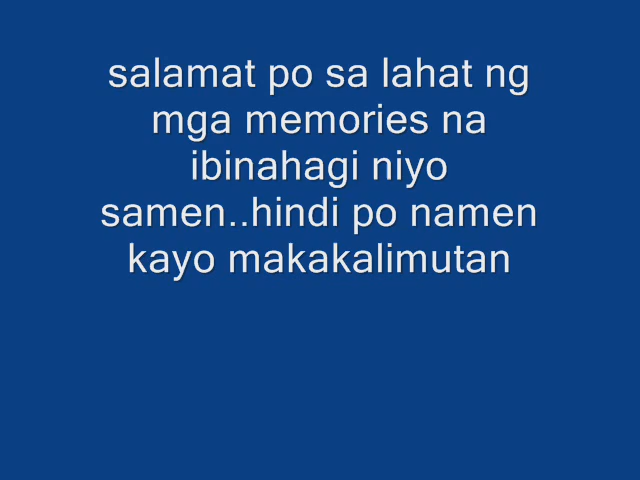 salamat po sa lahat ng
mga memories na
ibinahagi niyo
samen..hindi po namen
kayo makakalimutan